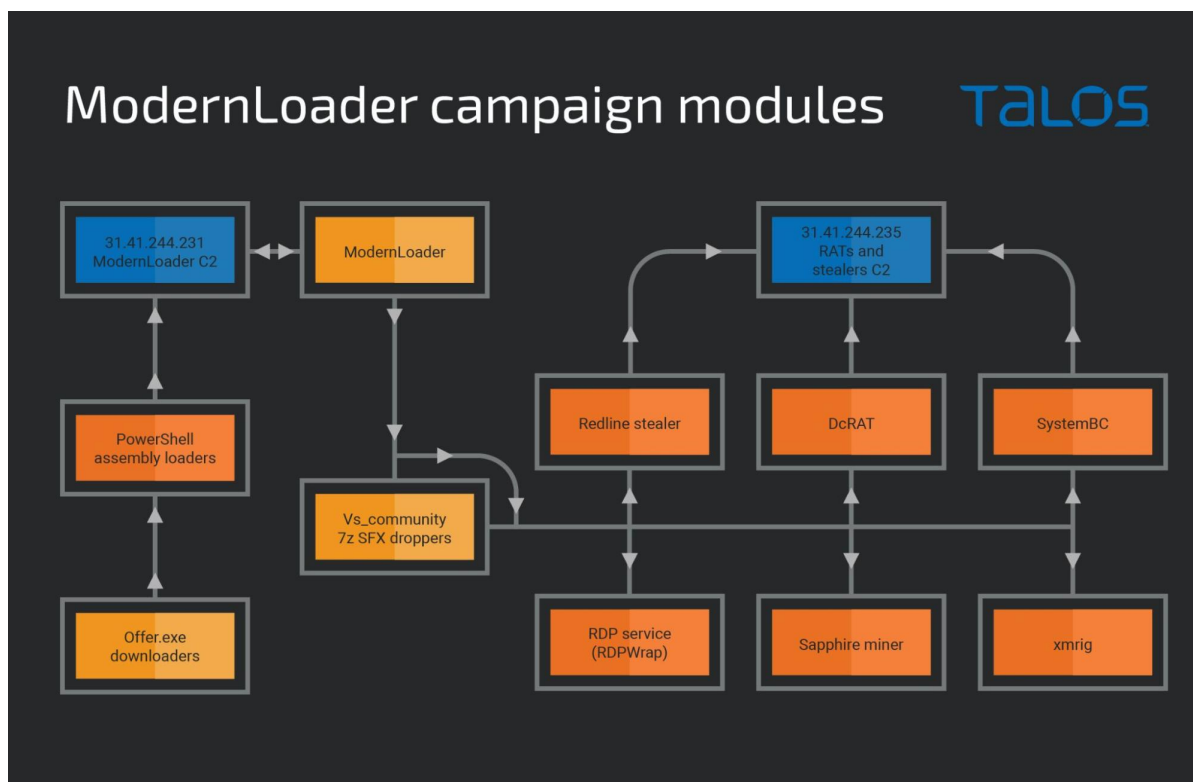 ModernLoader campaign modules
TALOS
31.41.244.231
ModernLoader C2
ModernLoader
31.41.244.235
RATs and
stealers C2
PowerShell
assembly loaders
Redline stealer
DcRAT
SystemBC
Vs_community
7z SFX droppers
Offer.exe
downloaders
RDP service
(RDPWrap)
Sapphire miner
xmrig